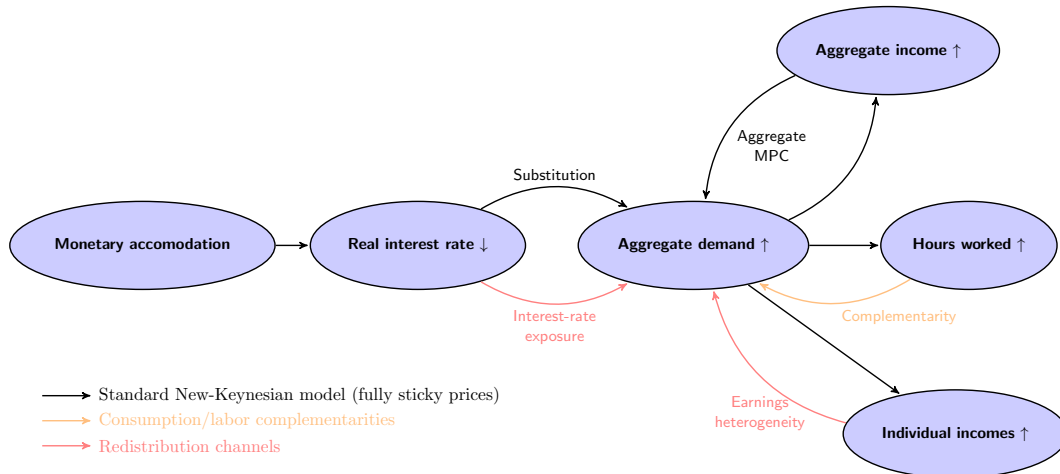 Aggregate income ↑
Aggregate
MPC
Substitution
Monetary accomodation
Real interest rate ↓
Aggregate demand ↑
Hours worked ↑
Interest-rate
exposure
Complementarity
Earnings
heterogeneity
Individual incomes ↑
Standard New-Keynesian model (fully sticky prices)
Consumption/labor complementarities
Redistribution channels